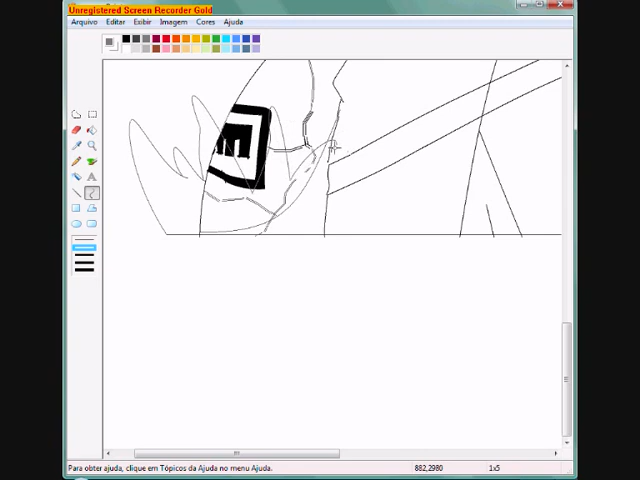 Unregistered Screen Recorder Gold
Arquivo Editar Exibir Imagem Cores Ajuda
A
Para obter ajuda, clique em Tópicos da Ajuda no menu Ajuda. 882,2980 1x5